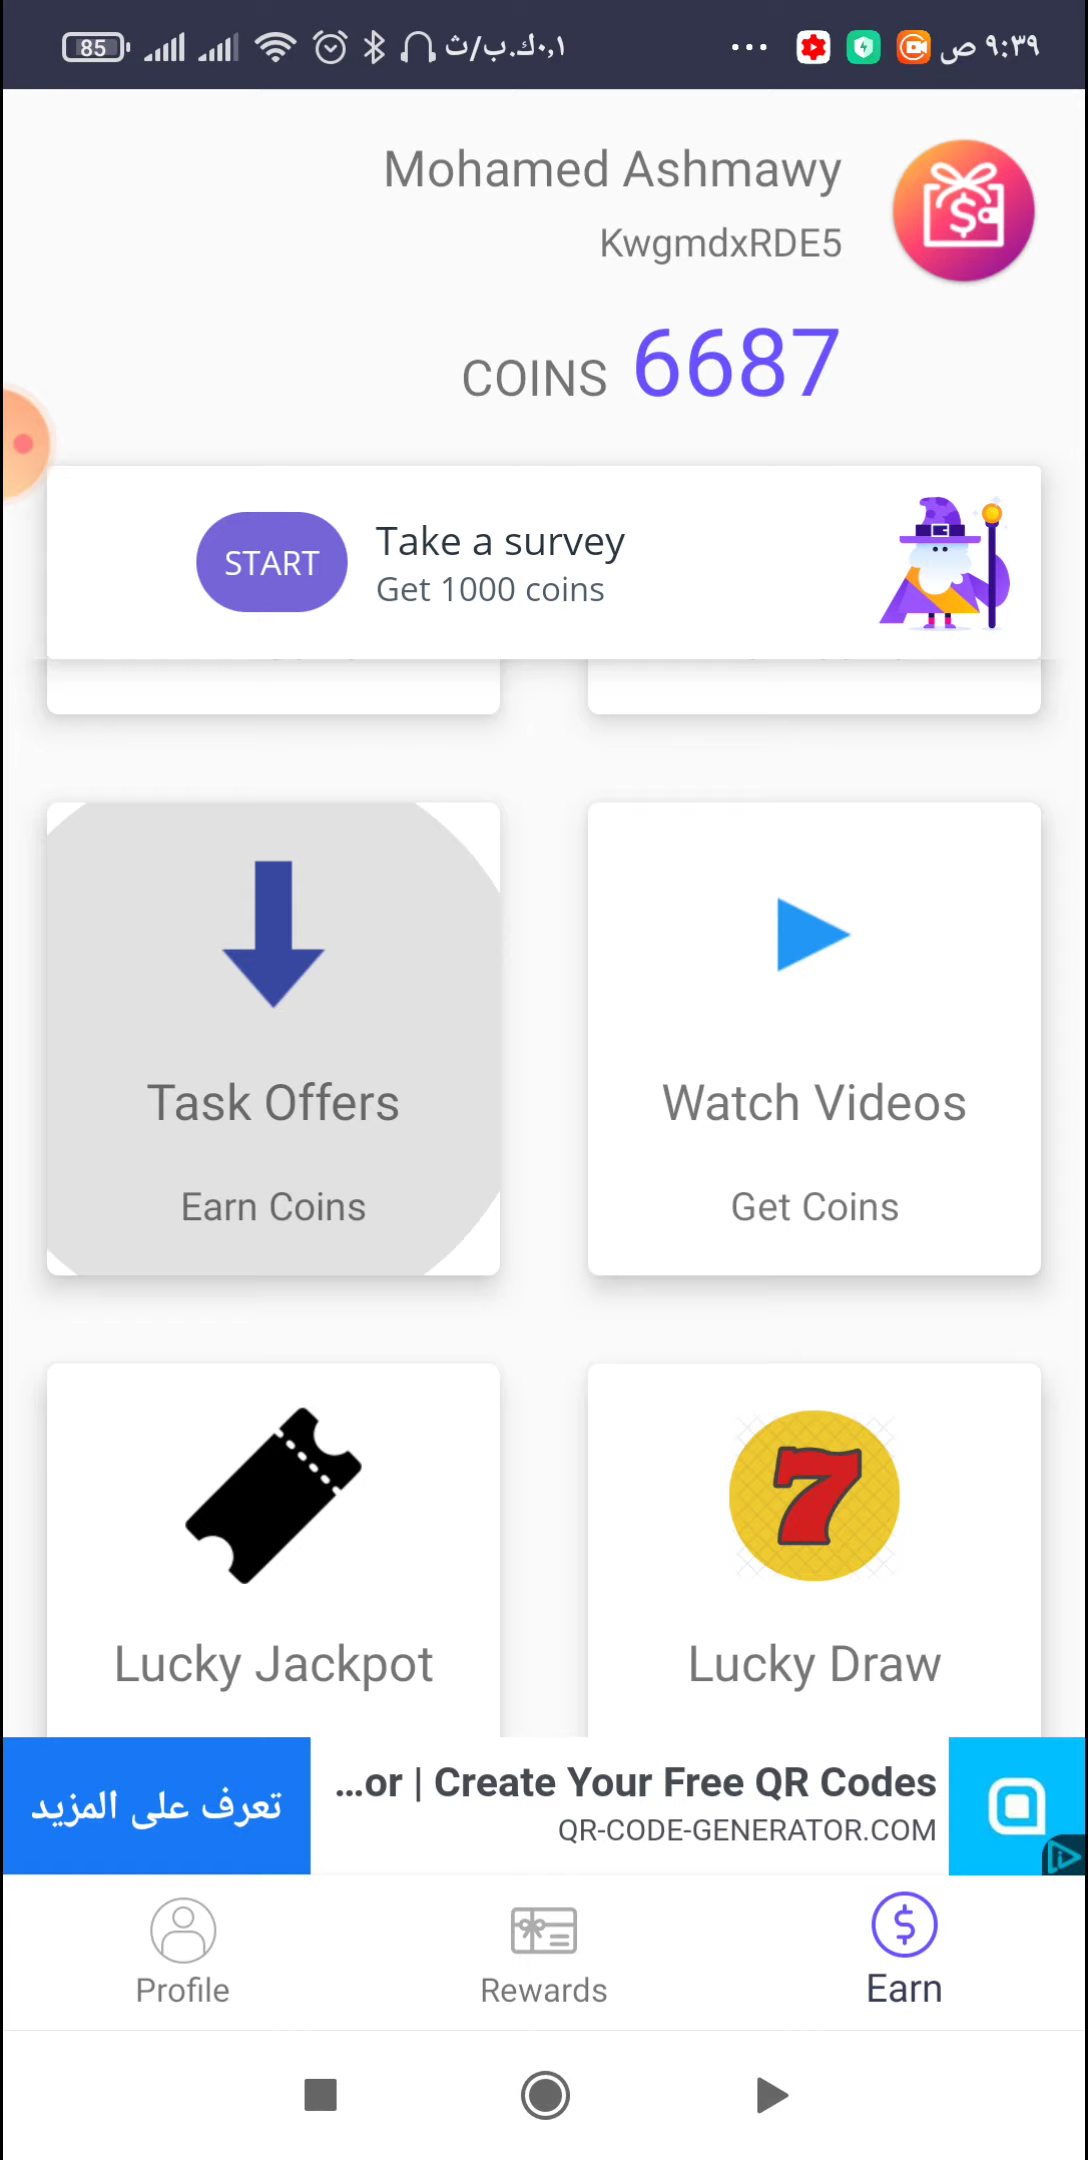 85
٠,١ك.ب/ث
٩:٣٩ ص
Mohamed Ashmawy
KwgmdxRDE5
COINS 6687
START
Take a survey
Get 1000 coins
Task Offers
Earn Coins
Watch Videos
Get Coins
7
Lucky Jackpot
Lucky Draw
تعرف على المزيد
...or | Create Your Free QR Codes
QR-CODE-GENERATOR.COM
Profile
Rewards
Earn